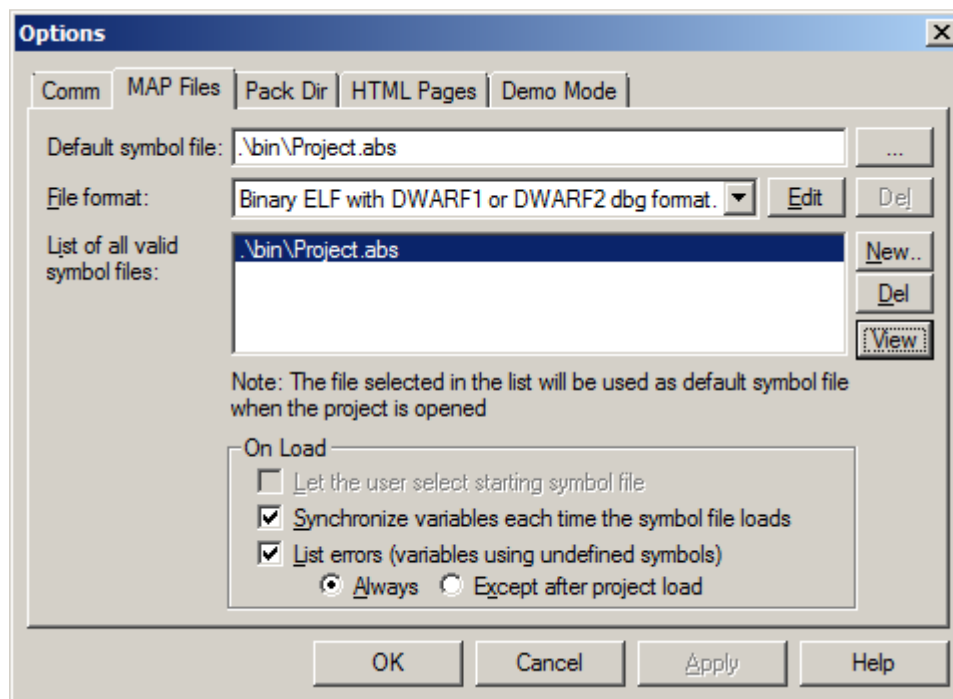 Options
Comm MAP Files Pack Dir HTML Pages Demo Mode
Default symbol file: .\bin\Project.abs ...
File format: Binary ELF with DWARF1 or DWARF2 dbg format. Edit Del
List of all valid
symbol files:
.\bin\Project.abs
New..
Del
View
Note: The file selected in the list will be used as default symbol file
when the project is opened
On Load
Let the user select starting symbol file
Synchronize variables each time the symbol file loads
List errors (variables using undefined symbols)
Always Except after project load
OK Cancel Apply Help